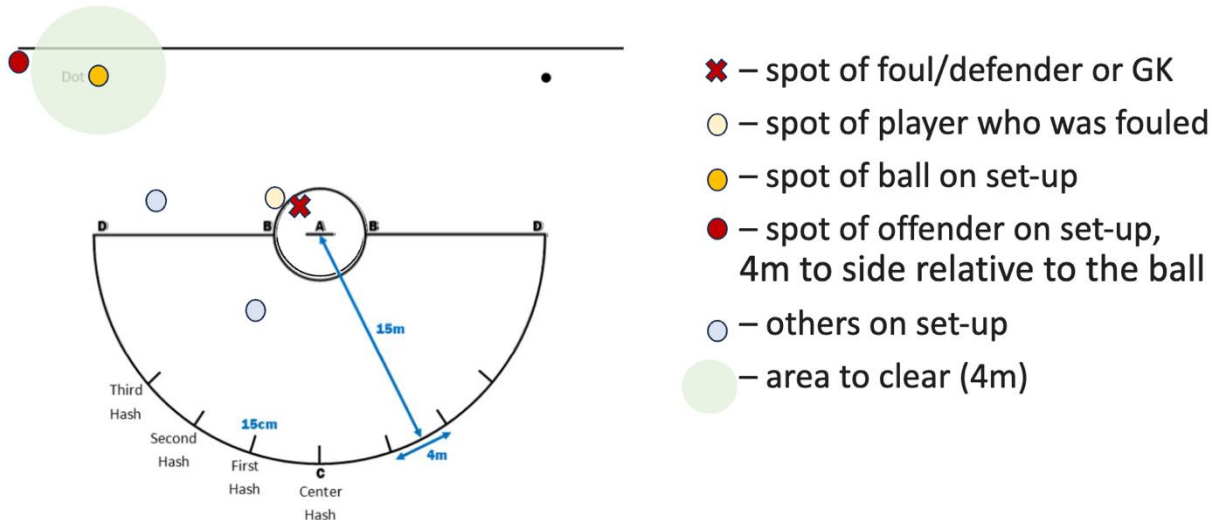 Dot
D
B
A
B
D
15m
Third
Hash
Second
Hash
15cm
First
Hash
C
Center
Hash
4m
– spot of foul/defender or GK
– spot of player who was fouled
– spot of ball on set-up
– spot of offender on set-up,
4m to side relative to the ball
– others on set-up
– area to clear (4m)